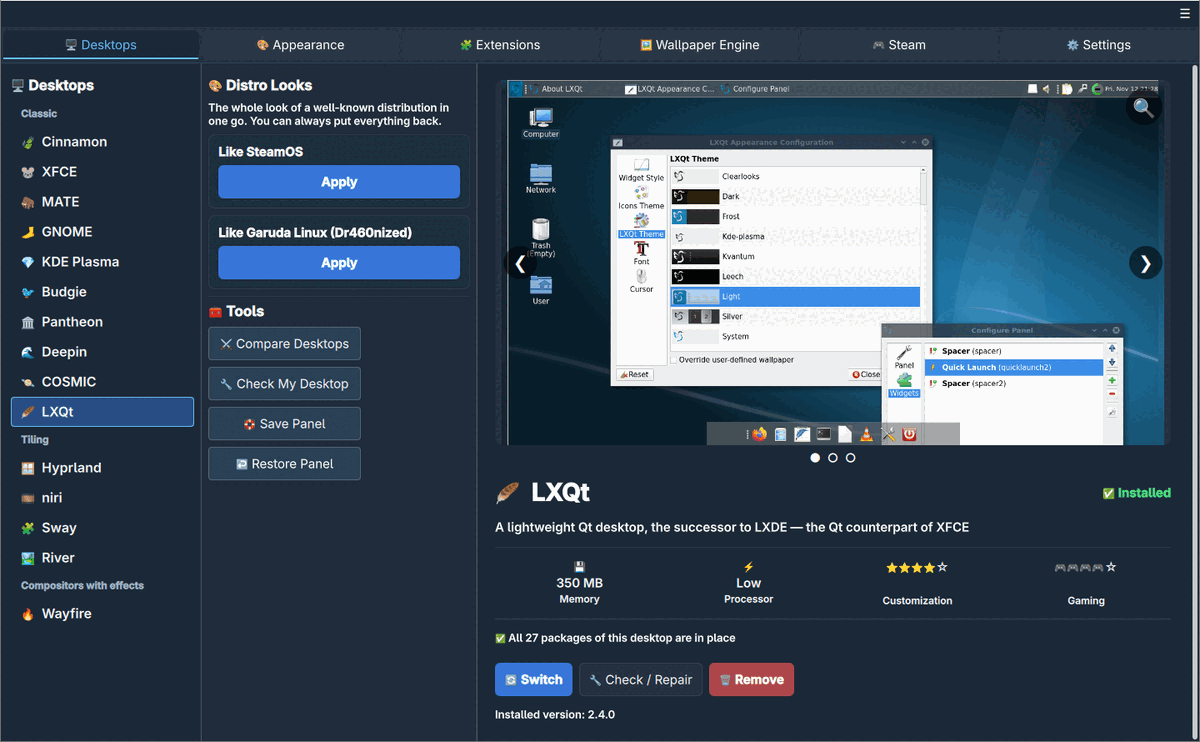 ☰
Desktops
Appearance
Extensions
Wallpaper Engine
Steam
Settings
Desktops
Classic
Cinnamon
XFCE
MATE
GNOME
KDE Plasma
Budgie
Pantheon
Deepin
COSMIC
LXQt
Tiling
Hyprland
niri
Sway
River
Compositors with effects
Wayfire
Distro Looks
The whole look of a well-known distribution in
one go. You can always put everything back.
Like SteamOS
Apply
Like Garuda Linux (Dr460nized)
Apply
Tools
Compare Desktops
Check My Desktop
Save Panel
Restore Panel
About LXQt
LXQt Appearance C...
Configure Panel
Computer
Network
Trash
(Empty)
User
LXQt Appearance Configuration
Widget Style
Icons Theme
LXQt Theme
Font
Cursor
LXQt Theme
Clearlooks
Dark
Frost
Kde-plasma
Kvantum
Leech
Light
Silver
System
Override user-defined wallpaper
Reset
Close
Configure Panel
Panel
Widgets
Spacer (spacer)
Quick Launch (quicklaunch2)
Spacer (spacer2)
LXQt
Installed
A lightweight Qt desktop, the successor to LXDE — the Qt counterpart of XFCE
350 MB
Memory
Low
Processor
Customization
Gaming
All 27 packages of this desktop are in place
Switch
Check / Repair
Remove
Installed version: 2.4.0